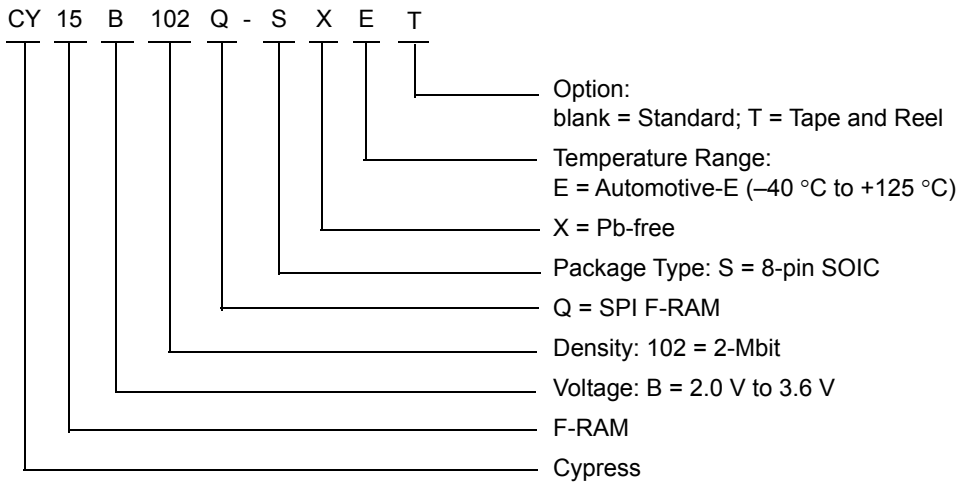 CY 15 B 102 Q - S X E T
Option:
blank = Standard; T = Tape and Reel
Temperature Range:
E = Automotive-E (–40 °C to +125 °C)
X = Pb-free
Package Type: S = 8-pin SOIC
Q = SPI F-RAM
Density: 102 = 2-Mbit
Voltage: B = 2.0 V to 3.6 V
F-RAM
Cypress